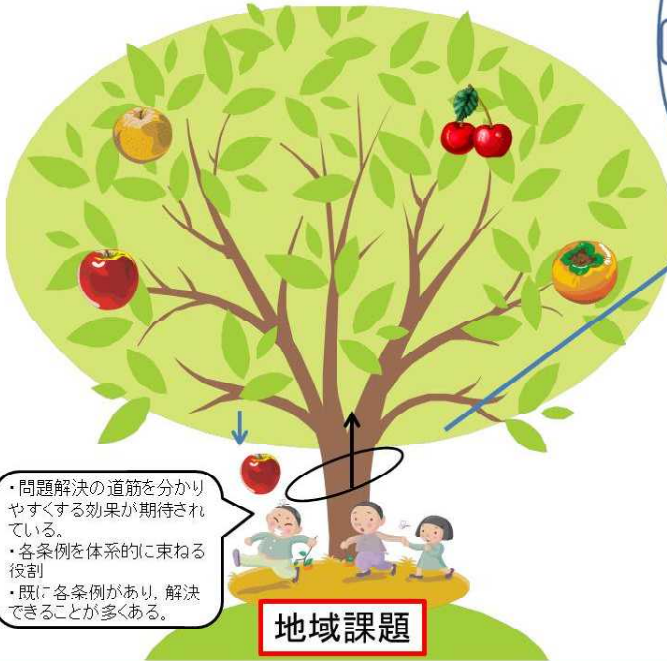 ・問題解決の道筋を分かり
やすくする効果が期待され
ている。
・各条例を体系的に束ねる
役割
・既に各条例があり, 解決
できることが多くある。
地域課題